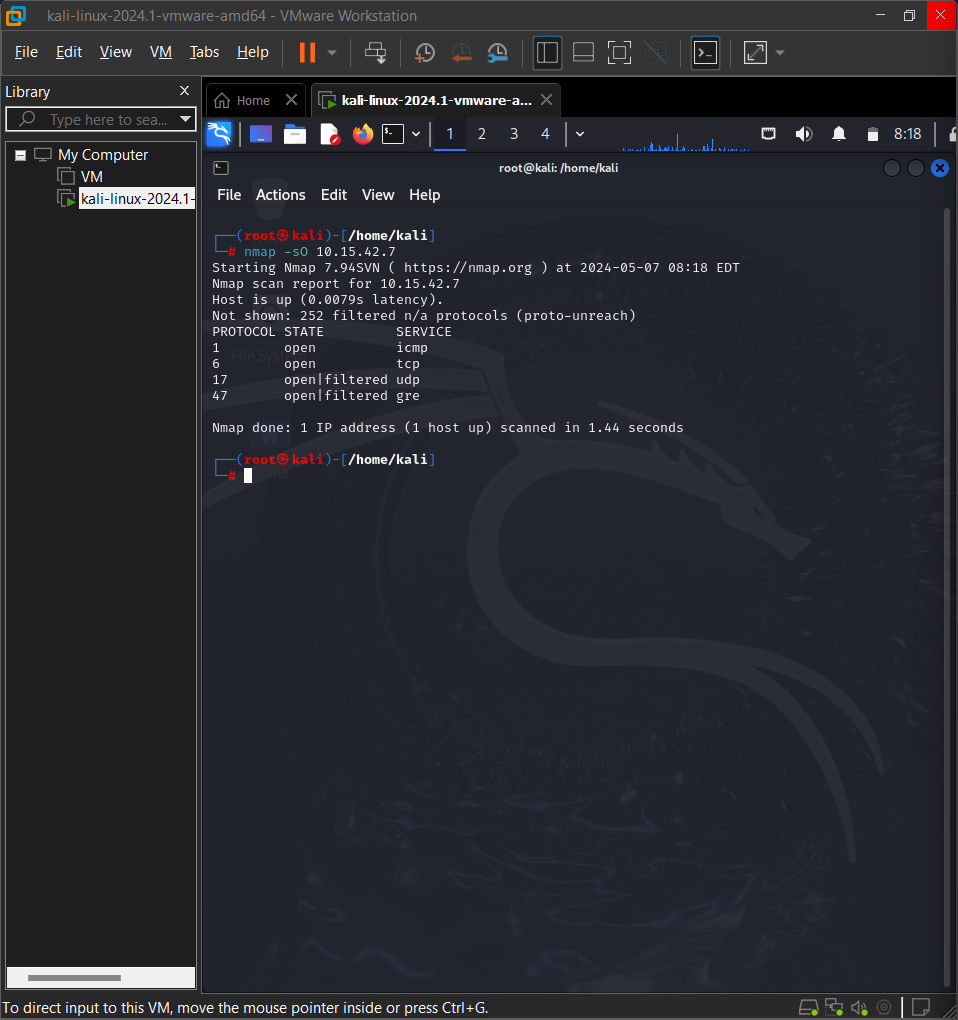 kali-linux-2024.1-vmware-amd64 - VMware Workstation
File Edit View VM Tabs Help
Library
Type here to sea...
My Computer
VM
kali-linux-2024.1-
Home
kali-linux-2024.1-vmware-a...
1 2 3 4
8:18
root@kali: /home/kali
File Actions Edit View Help
┌──(root㉿kali)-[/home/kali]
└─# nmap -sO 10.15.42.7
Starting Nmap 7.94SVN ( https://nmap.org ) at 2024-05-07 08:18 EDT
Nmap scan report for 10.15.42.7
Host is up (0.0079s latency).
Not shown: 252 filtered n/a protocols (proto-unreach)
PROTOCOL STATE         SERVICE
1        open          icmp
6        open          tcp
17       open|filtered udp
47       open|filtered gre
Nmap done: 1 IP address (1 host up) scanned in 1.44 seconds
┌──(root㉿kali)-[/home/kali]
└─#
To direct input to this VM, move the mouse pointer inside or press Ctrl+G.